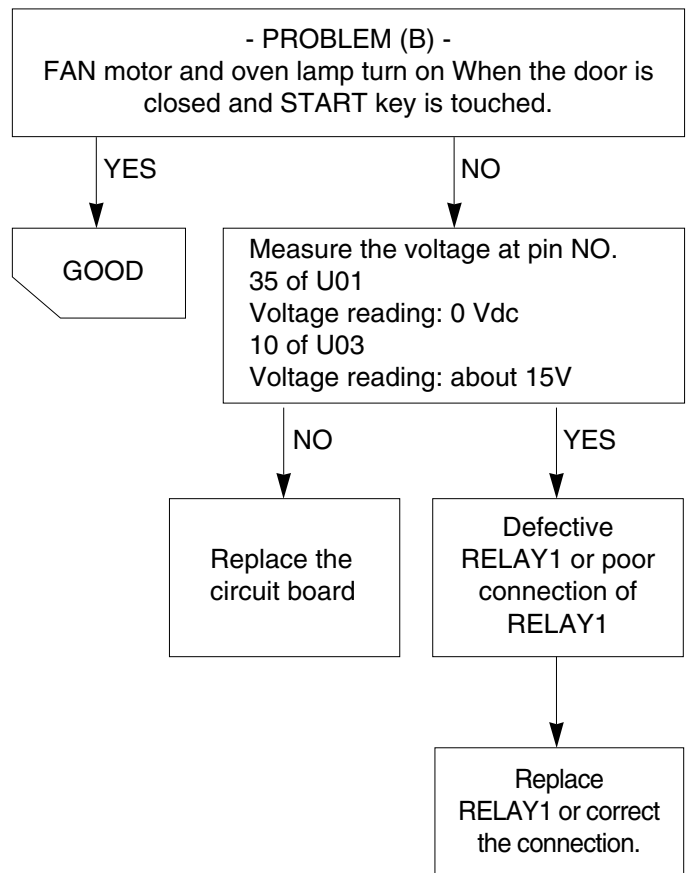 - PROBLEM (B) -
FAN motor and oven lamp turn on When the door is
closed and START key is touched.
YES
NO
GOOD
Measure the voltage at pin NO.
35 of U01
Voltage reading: 0 Vdc
10 of U03
Voltage reading: about 15V
NO
YES
Replace the
circuit board
Defective
RELAY1 or poor
connection of
RELAY1
Replace
RELAY1 or correct
the connection.